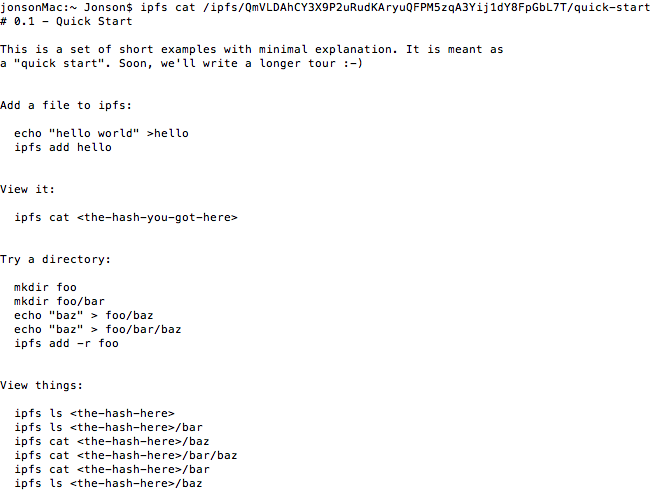 jonsonMac:~ Jonson$ ipfs cat /ipfs/QmVLDAhCY3X9P2uRudKAryuQFPM5zqA3Yij1dY8FpGbL7T/quick-start
# 0.1 - Quick Start
This is a set of short examples with minimal explanation. It is meant as
a "quick start". Soon, we'll write a longer tour :-)
Add a file to ipfs:
echo "hello world" >hello
ipfs add hello
View it:
ipfs cat <the-hash-you-got-here>
Try a directory:
mkdir foo
mkdir foo/bar
echo "baz" > foo/baz
echo "baz" > foo/bar/baz
ipfs add -r foo
View things:
ipfs ls <the-hash-here>
ipfs ls <the-hash-here>/bar
ipfs cat <the-hash-here>/baz
ipfs cat <the-hash-here>/bar/baz
ipfs cat <the-hash-here>/bar
ipfs ls <the-hash-here>/baz